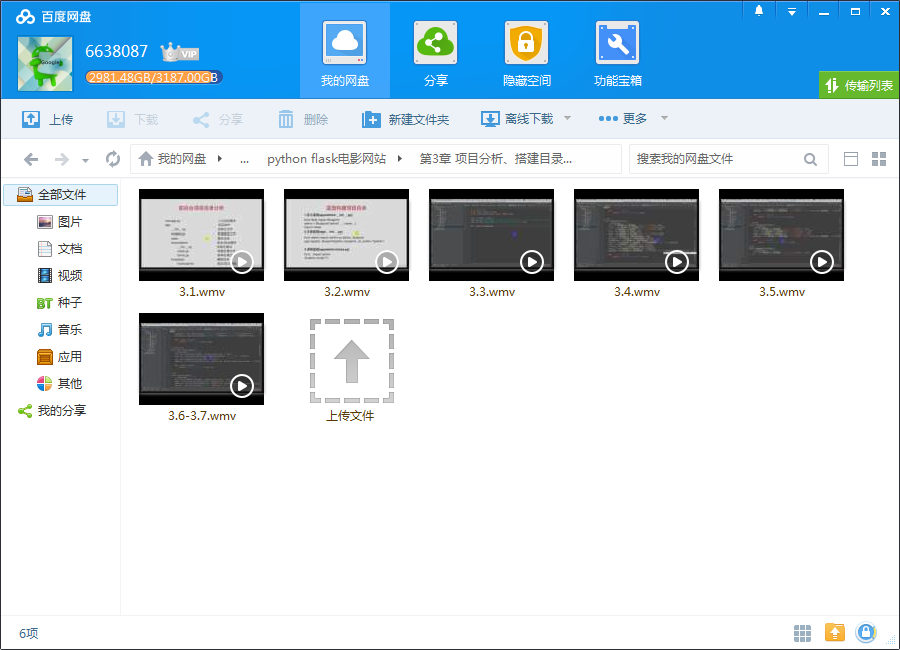 百度网盘
6638087
VIP
2981.48GB/3187.00GB
我的网盘
分享
隐藏空间
功能宝箱
传输列表
上传
下载
分享
删除
新建文件夹
离线下载
更多
我的网盘 ... python flask电影网站 第3章 项目分析、搭建目录...
搜索我的网盘文件
全部文件
图片
文档
视频
BT 种子
音乐
应用
其他
我的分享
3.1.wmv
3.2.wmv
3.3.wmv
3.4.wmv
3.5.wmv
3.6-3.7.wmv
上传文件
6项